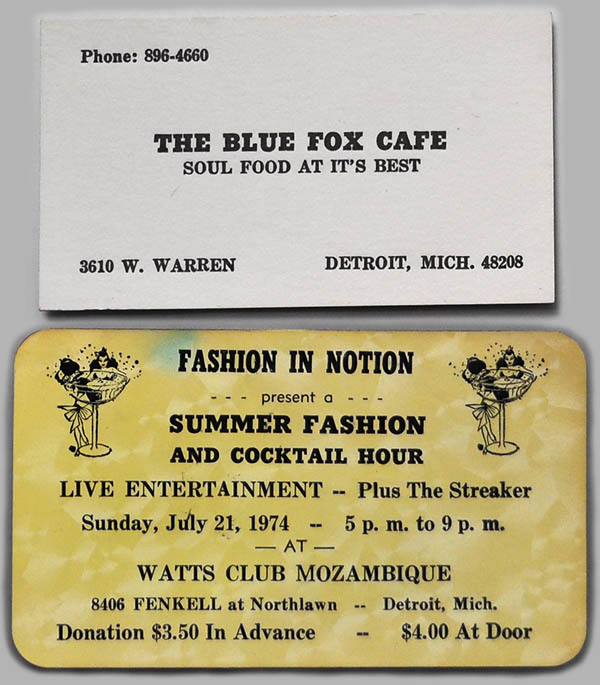 Phone: 896-4660
THE BLUE FOX CAFE
SOUL FOOD AT IT'S BEST
3610 W. WARREN DETROIT, MICH. 48208
FASHION IN NOTION
- - - present a - - -
SUMMER FASHION
AND COCKTAIL HOUR
LIVE ENTERTAINMENT -- Plus The Streaker
Sunday, July 21, 1974 -- 5 p. m. to 9 p. m.
— AT —
WATTS CLUB MOZAMBIQUE
8406 FENKELL at Northlawn -- Detroit, Mich.
Donation $3.50 In Advance -- $4.00 At Door